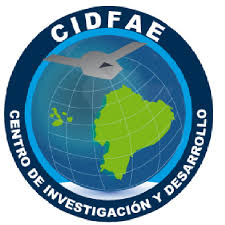 CIDFAE
CENTRO DE INVESTIGACIÓN Y DESARROLLO